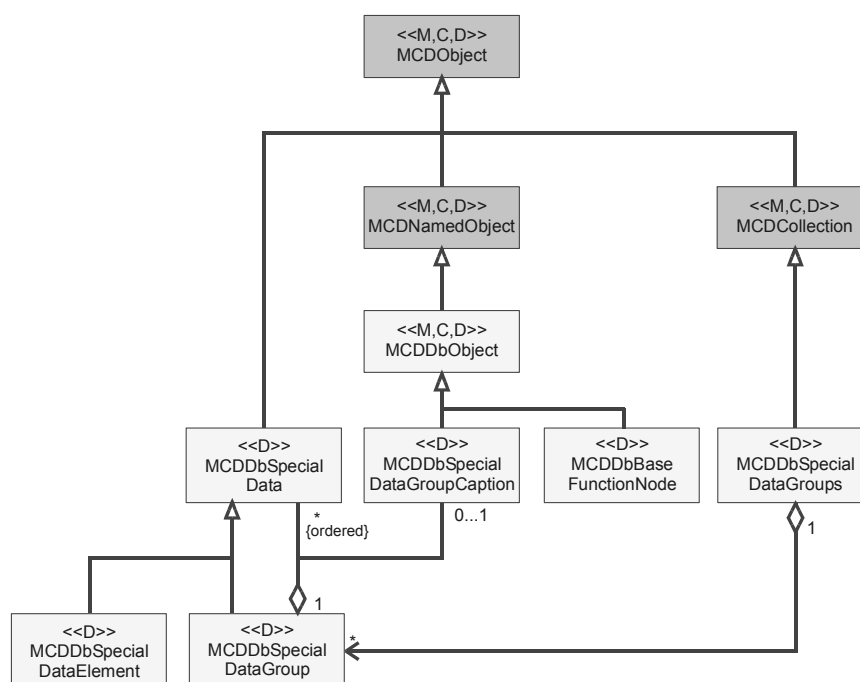 <<M,C,D>>
MCDObject
<<M,C,D>>
MCDNamedObject
<<M,C,D>>
MCDCollection
<<M,C,D>>
MCDDbObject
<<D>>
MCDDbSpecial
Data
<<D>>
MCDDbSpecial
DataGroupCaption
<<D>>
MCDDbBase
FunctionNode
<<D>>
MCDDbSpecial
DataGroups
*
{ordered}
0...1
1
1
*
<<D>>
MCDDbSpecial
DataElement
<<D>>
MCDDbSpecial
DataGroup